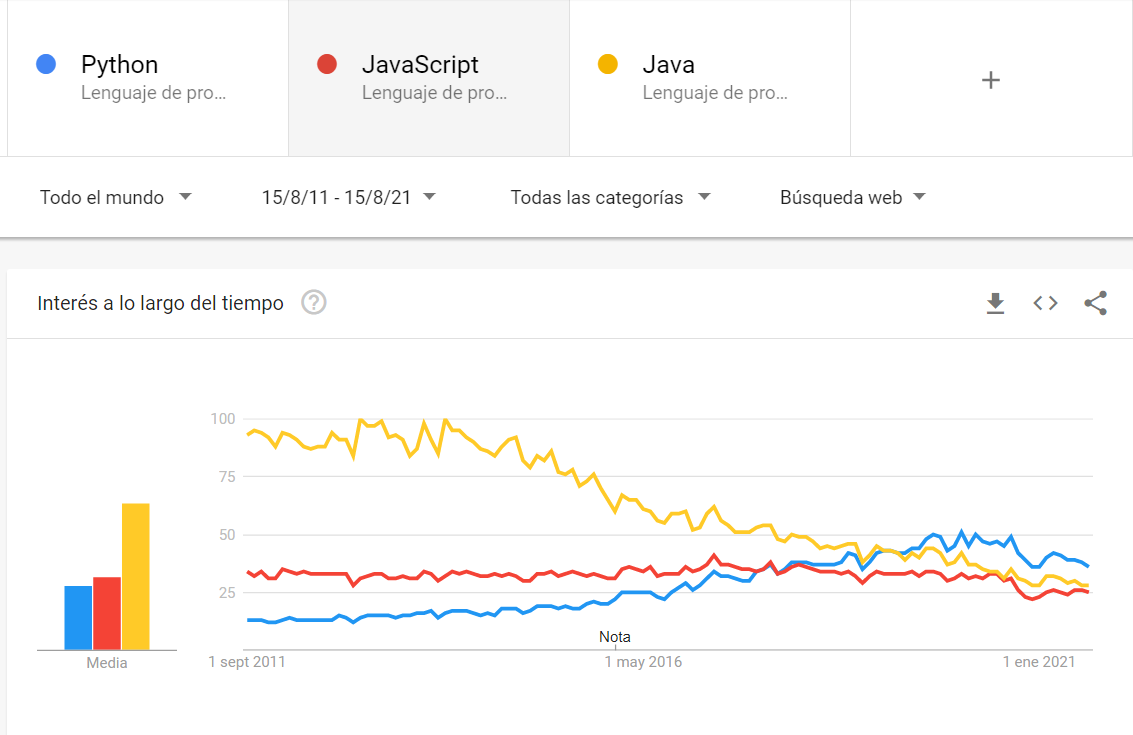 Python
Lenguaje de pro...
JavaScript
Lenguaje de pro...
Java
Lenguaje de pro...
+
Todo el mundo
15/8/11 - 15/8/21
Todas las categorías
Búsqueda web
Interés a lo largo del tiempo ?
100
75
50
25
Nota
Media
1 sept 2011
1 may 2016
1 ene 2021